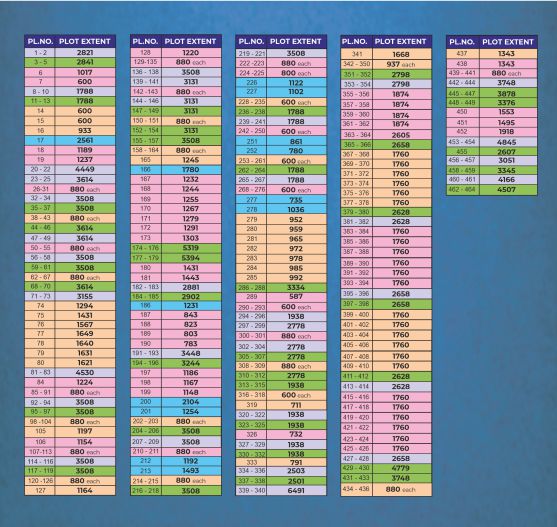 PL.NO. PLOT EXTENT
1 - 2 2821
3 - 5 2841
6 1017
7 600
8 - 10 1788
11 - 13 1788
14 600
15 600
16 933
17 2561
18 1189
19 1237
20 - 22 4449
23 - 25 3614
26-31 880 each
32 - 34 3508
35 - 37 3508
38 - 43 880 each
44 - 46 3614
47 - 49 3614
50 - 55 880 each
56 - 58 3508
59 - 61 3508
62 - 67 880 each
68 - 70 3614
71 - 73 3155
74 1294
75 1431
76 1567
77 1649
78 1640
79 1631
80 1621
81 - 83 4530
84 1224
85 - 91 880 each
92 - 94 3508
95 - 97 3508
98 -104 880 each
105 1197
106 1154
107-113 880 each
114 - 116 3508
117 - 119 3508
120 -126 880 each
127 1164
PL.NO. PLOT EXTENT
128 1220
129-135 880 each
136 - 138 3508
139 - 141 3131
142 - 143 880 each
144 - 146 3131
147 - 149 3131
150 - 151 880 each
152 - 154 3131
155 - 157 3508
158 - 164 880 each
165 1245
166 1780
167 1232
168 1244
169 1255
170 1267
171 1279
172 1291
173 1303
174 - 176 5319
177 - 179 5394
180 1431
181 1443
182 - 183 2881
184 - 185 2902
186 1231
187 843
188 823
189 803
190 783
191 - 193 3448
194 - 196 3244
197 1186
198 1167
199 1148
200 2104
201 1254
202 - 203 880 each
204 - 206 3508
207 - 209 3508
210 - 211 880 each
212 1192
213 1493
214 - 215 880 each
216 - 218 3508
PL.NO. PLOT EXTENT
219 - 221 3508
222 - 223 880 each
224 - 225 800 each
226 1122
227 1102
228 - 235 600 each
236 - 238 1788
239 - 241 1788
242 - 250 600 each
251 861
252 780
253 - 261 600 each
262 - 264 1788
265 - 267 1788
268 - 276 600 each
277 735
278 1036
279 952
280 959
281 965
282 972
283 978
284 985
285 992
286 - 288 3334
289 587
290 - 293 600 each
294 - 296 1938
297 - 299 2778
300 - 301 880 each
302 - 304 2778
305 - 307 2778
308 - 309 880 each
310 - 312 2778
313 - 315 1938
316 - 318 600 each
319 711
320 - 322 1938
323 - 325 1938
326 732
327 - 329 1938
330 - 332 1938
333 791
334 - 336 2503
337 - 338 2501
339 - 340 6491
PL.NO. PLOT EXTENT
341 1668
342 - 350 937 each
351 - 352 2798
353 - 354 2798
355 - 356 1874
357 - 358 1874
359 - 360 1874
361 - 362 1874
363 - 364 2605
365 - 366 2658
367 - 368 1760
369 - 370 1760
371 - 372 1760
373 - 374 1760
375 - 376 1760
377 - 378 1760
379 - 380 2628
381 - 382 2628
383 - 384 1760
385 - 386 1760
387 - 388 1760
389 - 390 1760
391 - 392 1760
393 - 394 1760
395 - 396 2658
397 - 398 2658
399 - 400 1760
401 - 402 1760
403 - 404 1760
405 - 406 1760
407 - 408 1760
409 - 410 1760
411 - 412 2628
413 - 414 2628
415 - 416 1760
417 - 418 1760
419 - 420 1760
421 - 422 1760
423 - 424 1760
425 - 426 1760
427 - 428 2658
429 - 430 4779
431 - 433 3748
434 - 436 880 each
PL.NO. PLOT EXTENT
437 1343
438 1343
439 - 441 880 each
442 - 444 3748
445 - 447 3878
448 - 449 3376
450 1553
451 1495
452 1918
453 - 454 4845
455 2607
456 - 457 3051
458 - 459 3345
460 - 461 4166
462 - 464 4507